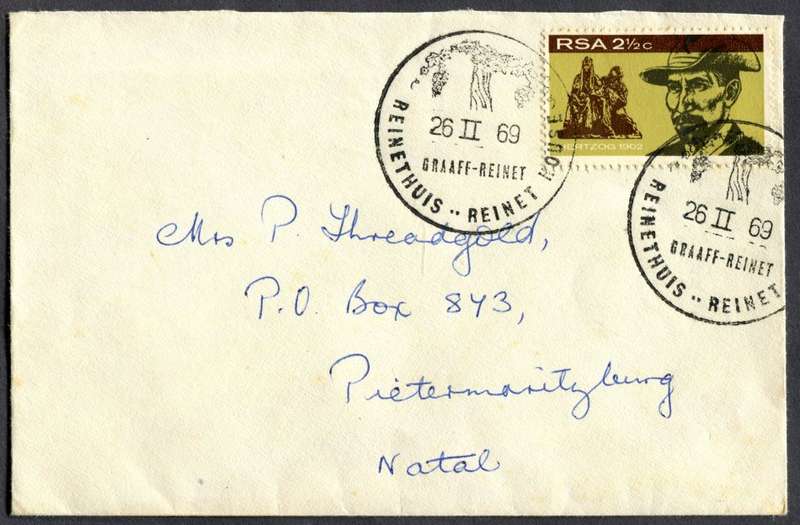 RSA 2½c
HERTZOG 1902
REINETHUIS ·· REINET HOUSE
26 II 69
GRAAFF-REINET
REINETHUIS ·· REINET
26 II 69
GRAAFF-REINET
Mrs P. Threadgold,
P.O. Box 843,
Pietermaritzburg
Natal